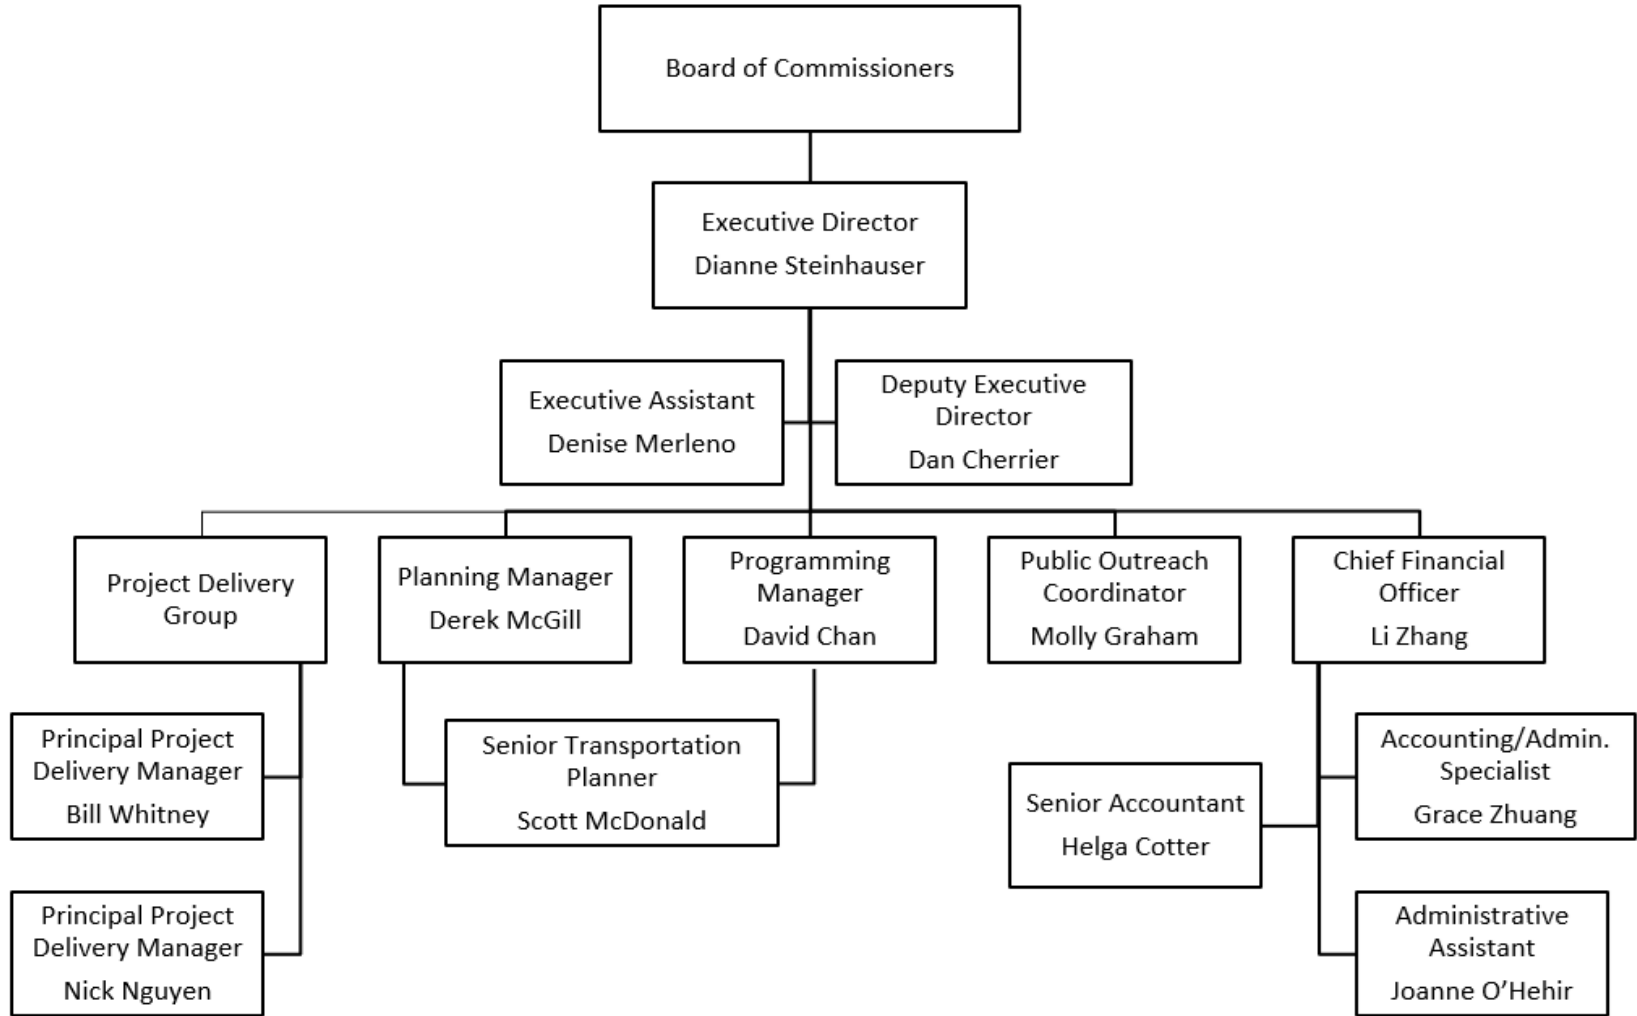 Board of Commissioners
Executive Director
Dianne Steinhauser
Executive Assistant
Denise Merleno
Deputy Executive
Director
Dan Cherrier
Project Delivery
Group
Planning Manager
Derek McGill
Programming
Manager
David Chan
Public Outreach
Coordinator
Molly Graham
Chief Financial
Officer
Li Zhang
Principal Project
Delivery Manager
Bill Whitney
Senior Transportation
Planner
Scott McDonald
Senior Accountant
Helga Cotter
Accounting/Admin.
Specialist
Grace Zhuang
Principal Project
Delivery Manager
Nick Nguyen
Administrative
Assistant
Joanne O’Hehir